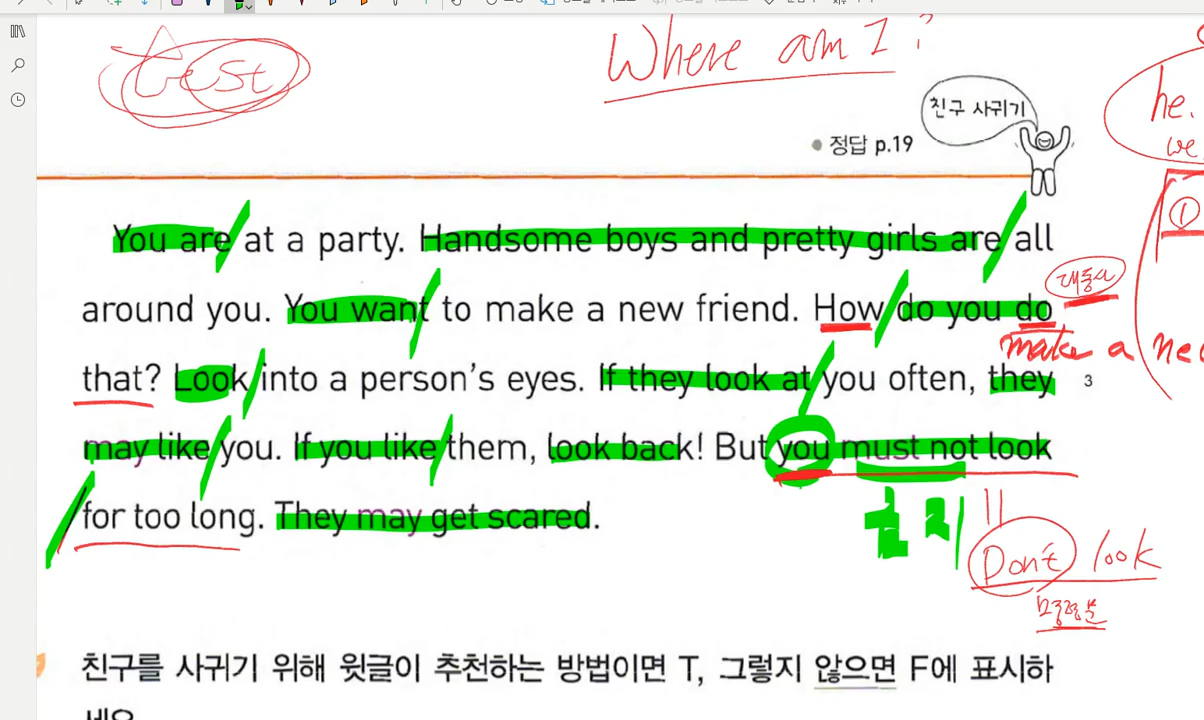 test
Where am I?
친구 사귀기
he.
we
정답 p.19
①
You are at a party. Handsome boys and pretty girls are all
대동사
around you. You want to make a new friend. How do you do
make a ne
that? Look into a person's eyes. If they look at you often, they
3
may like you. If you like them, look back! But you must not look
for too long. They may get scared.
금지
Don't look
명령문
친구를 사귀기 위해 윗글이 추천하는 방법이면 T, 그렇지 않으면 F에 표시하
세요